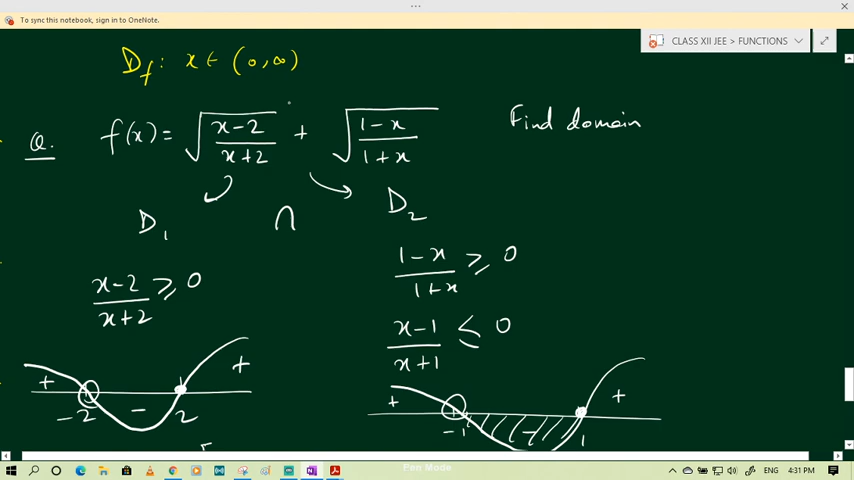 To sync this notebook, sign in to OneNote.
CLASS XII JEE > FUNCTIONS
D_f : x ∈ (0, ∞)
Q. f(x) = √((x-2)/(x+2)) + √((1-x)/(1+x)) Find domain
D₁ ∩ D₂
(x-2)/(x+2) ≥ 0
(1-x)/(1+x) ≥ 0
(x-1)/(x+1) ≤ 0
+ - +
-2 2
+ - +
-1 1
Pen Mode
ENG 4:31 PM